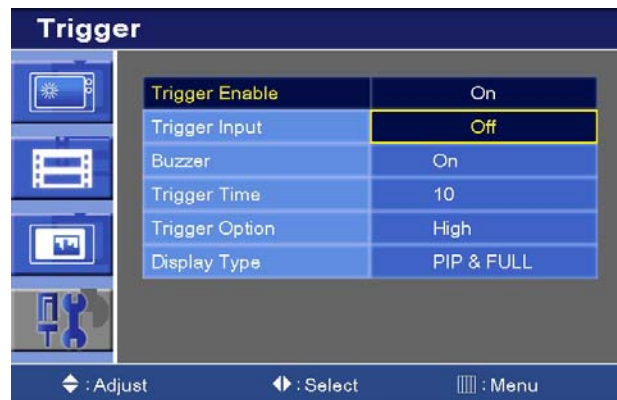 Trigger
Trigger Enable On
Trigger Input Off
Buzzer On
Trigger Time 10
Trigger Option High
Display Type PIP & FULL
: Adjust : Select : Menu